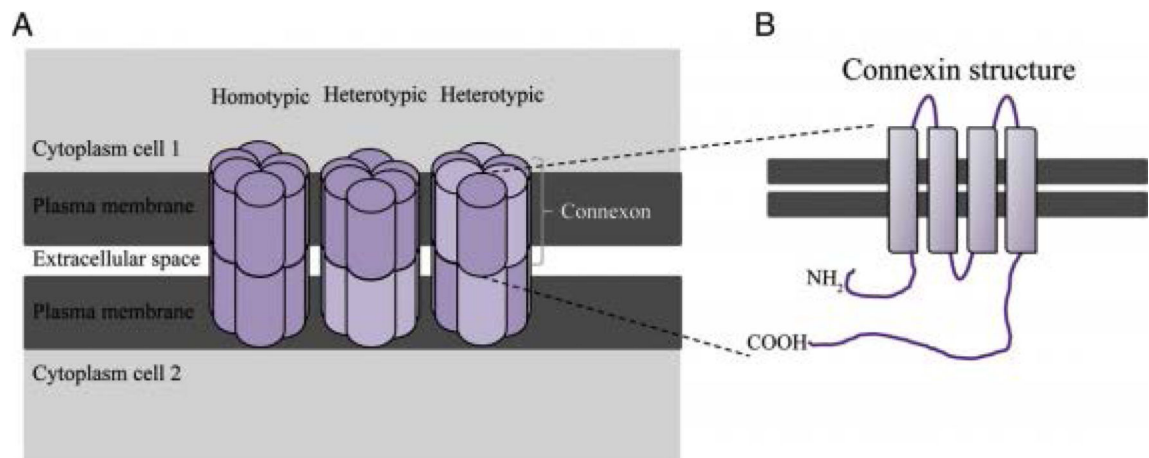 A
Homotypic Heterotypic Heterotypic
Cytoplasm cell 1
Plasma membrane
Connexon
Extracellular space
Plasma membrane
Cytoplasm cell 2
B
Connexin structure
NH2
COOH